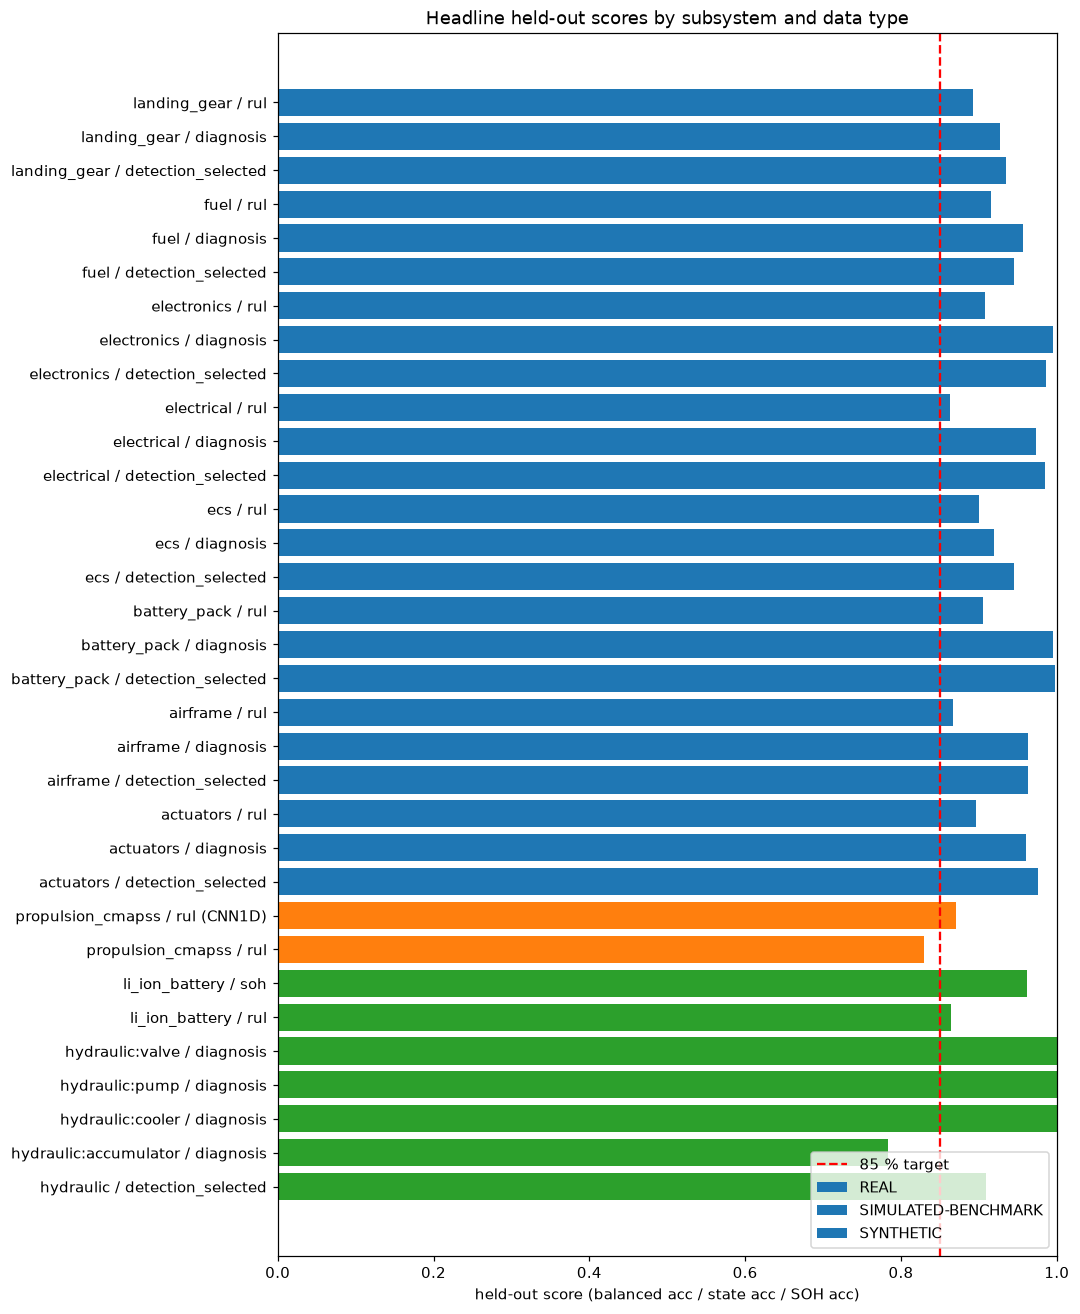 Headline held-out scores by subsystem and data type
landing_gear / rul
landing_gear / diagnosis
landing_gear / detection_selected
fuel / rul
fuel / diagnosis
fuel / detection_selected
electronics / rul
electronics / diagnosis
electronics / detection_selected
electrical / rul
electrical / diagnosis
electrical / detection_selected
ecs / rul
ecs / diagnosis
ecs / detection_selected
battery_pack / rul
battery_pack / diagnosis
battery_pack / detection_selected
airframe / rul
airframe / diagnosis
airframe / detection_selected
actuators / rul
actuators / diagnosis
actuators / detection_selected
propulsion_cmapss / rul (CNN1D)
propulsion_cmapss / rul
li_ion_battery / soh
li_ion_battery / rul
hydraulic:valve / diagnosis
hydraulic:pump / diagnosis
hydraulic:cooler / diagnosis
hydraulic:accumulator / diagnosis
hydraulic / detection_selected
85 % target
REAL
SIMULATED-BENCHMARK
SYNTHETIC
0.0 0.2 0.4 0.6 0.8 1.0
held-out score (balanced acc / state acc / SOH acc)